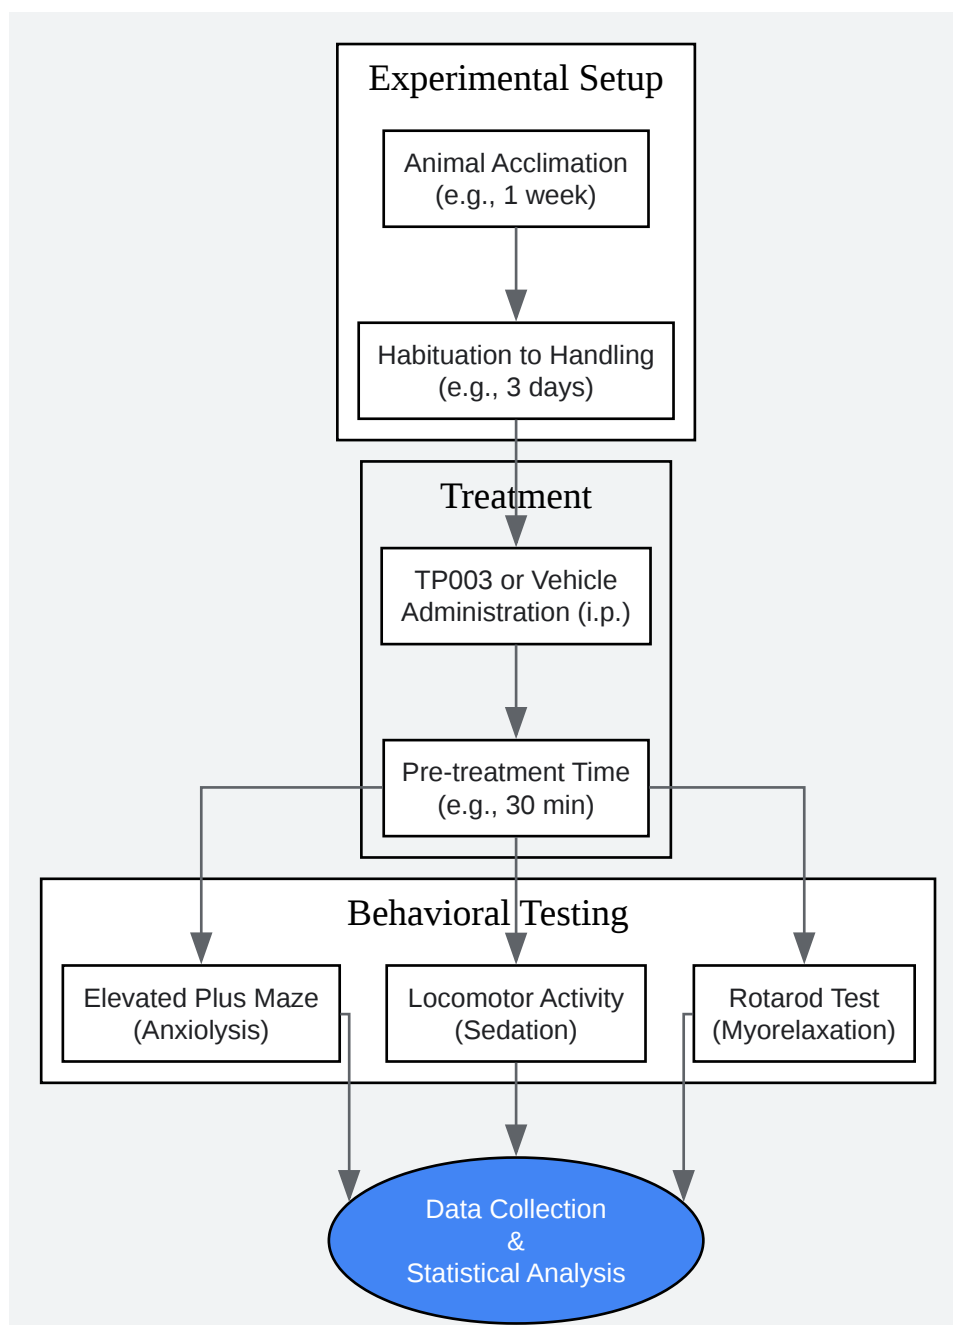 Experimental Setup
Animal Acclimation
(e.g., 1 week)
Habituation to Handling
(e.g., 3 days)
Treatment
TP003 or Vehicle
Administration (i.p.)
Pre-treatment Time
(e.g., 30 min)
Behavioral Testing
Elevated Plus Maze
(Anxiolysis)
Locomotor Activity
(Sedation)
Rotarod Test
(Myorelaxation)
Data Collection
&
Statistical Analysis